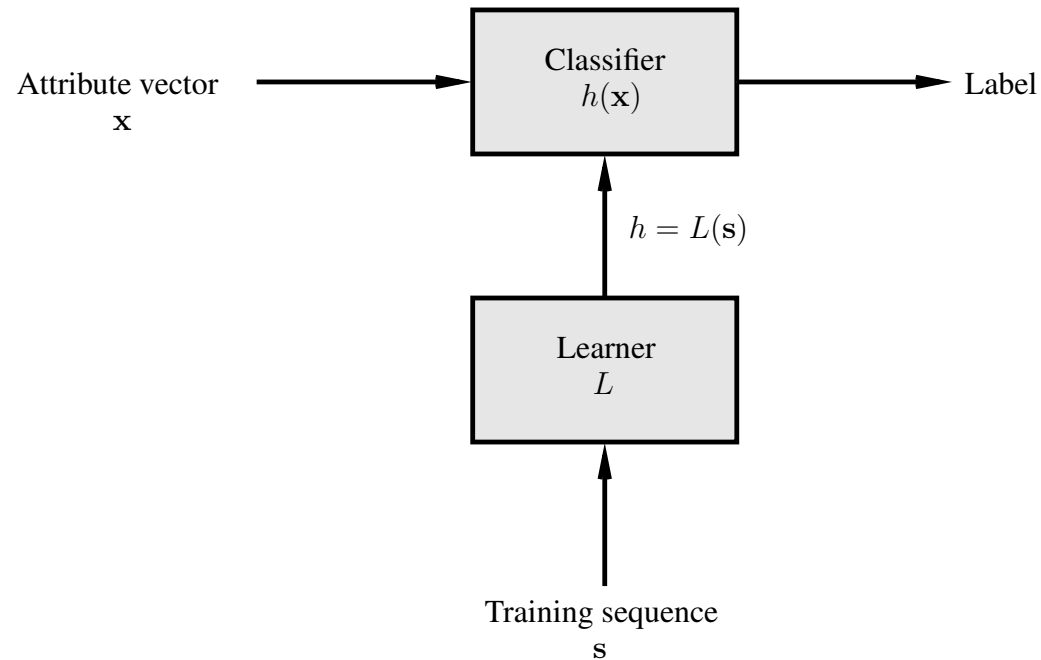 Classifier
h(x)
Attribute vector
x
Label
h = L(s)
Learner
L
Training sequence
s